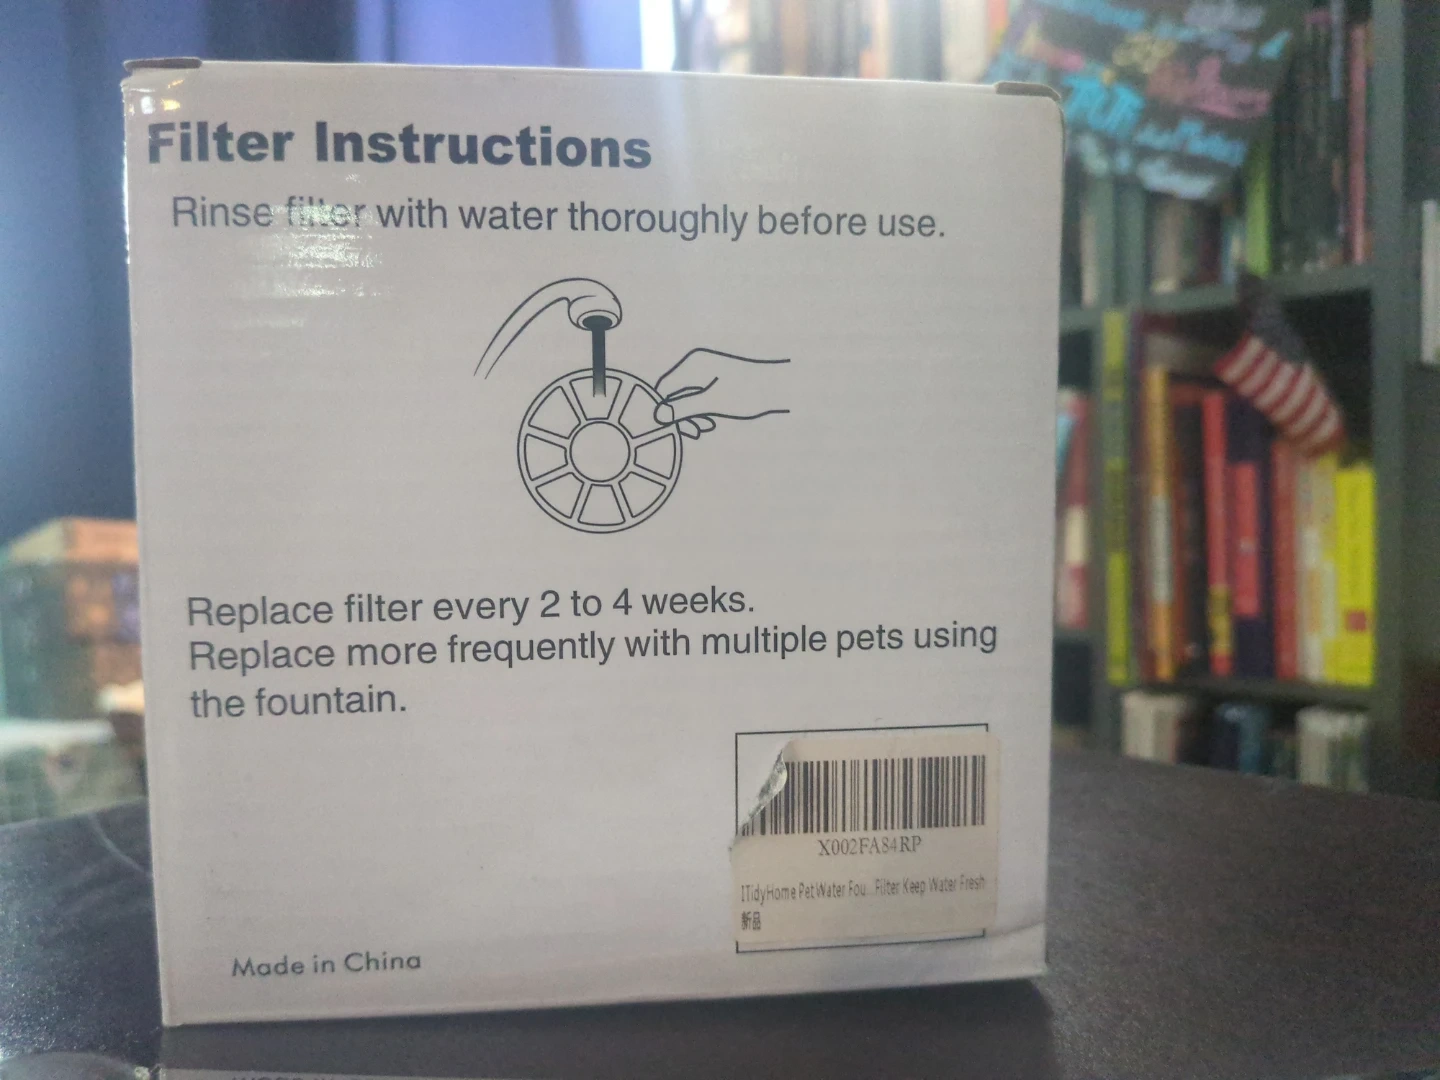 Filter Instructions
Rinse filter with water thoroughly before use.
Replace filter every 2 to 4 weeks.
Replace more frequently with multiple pets using
the fountain.
X002FA84RP
ITidyHome Pet Water Fou...Filter Keep Water Fresh
新品
Made in China